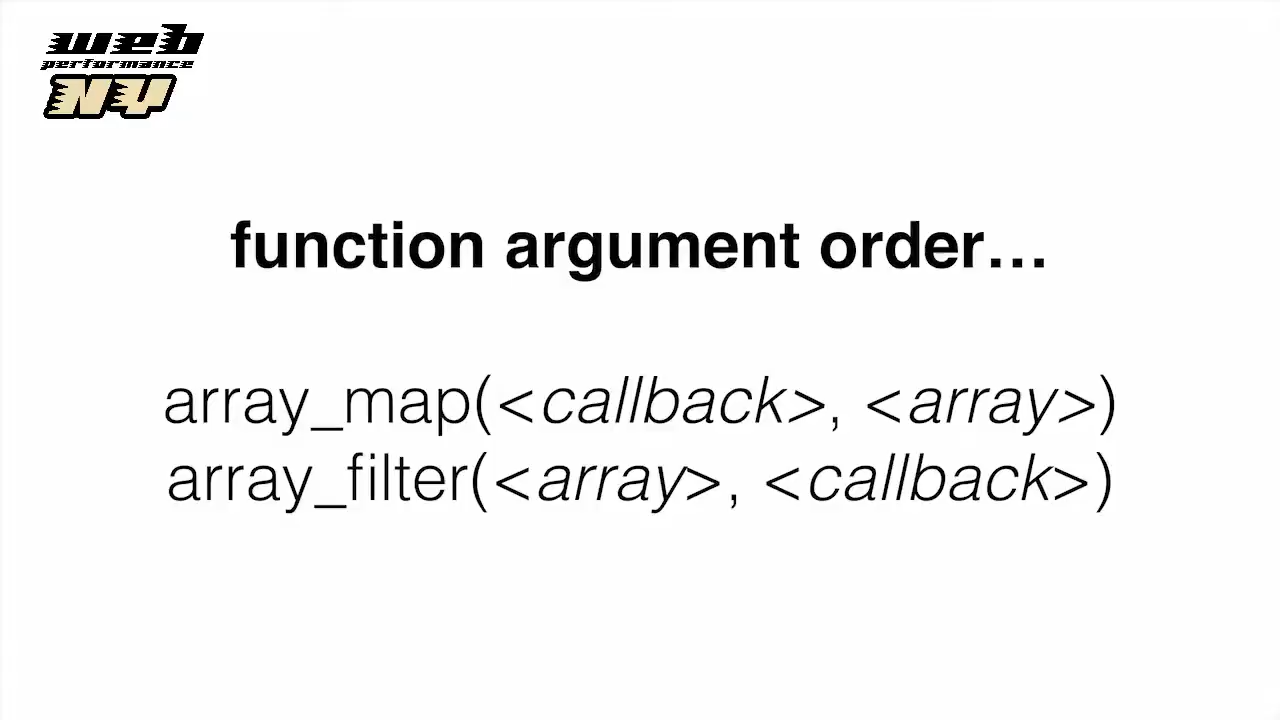 web
performance
NY
function argument order…
array_map(<callback>, <array>)
array_filter(<array>, <callback>)